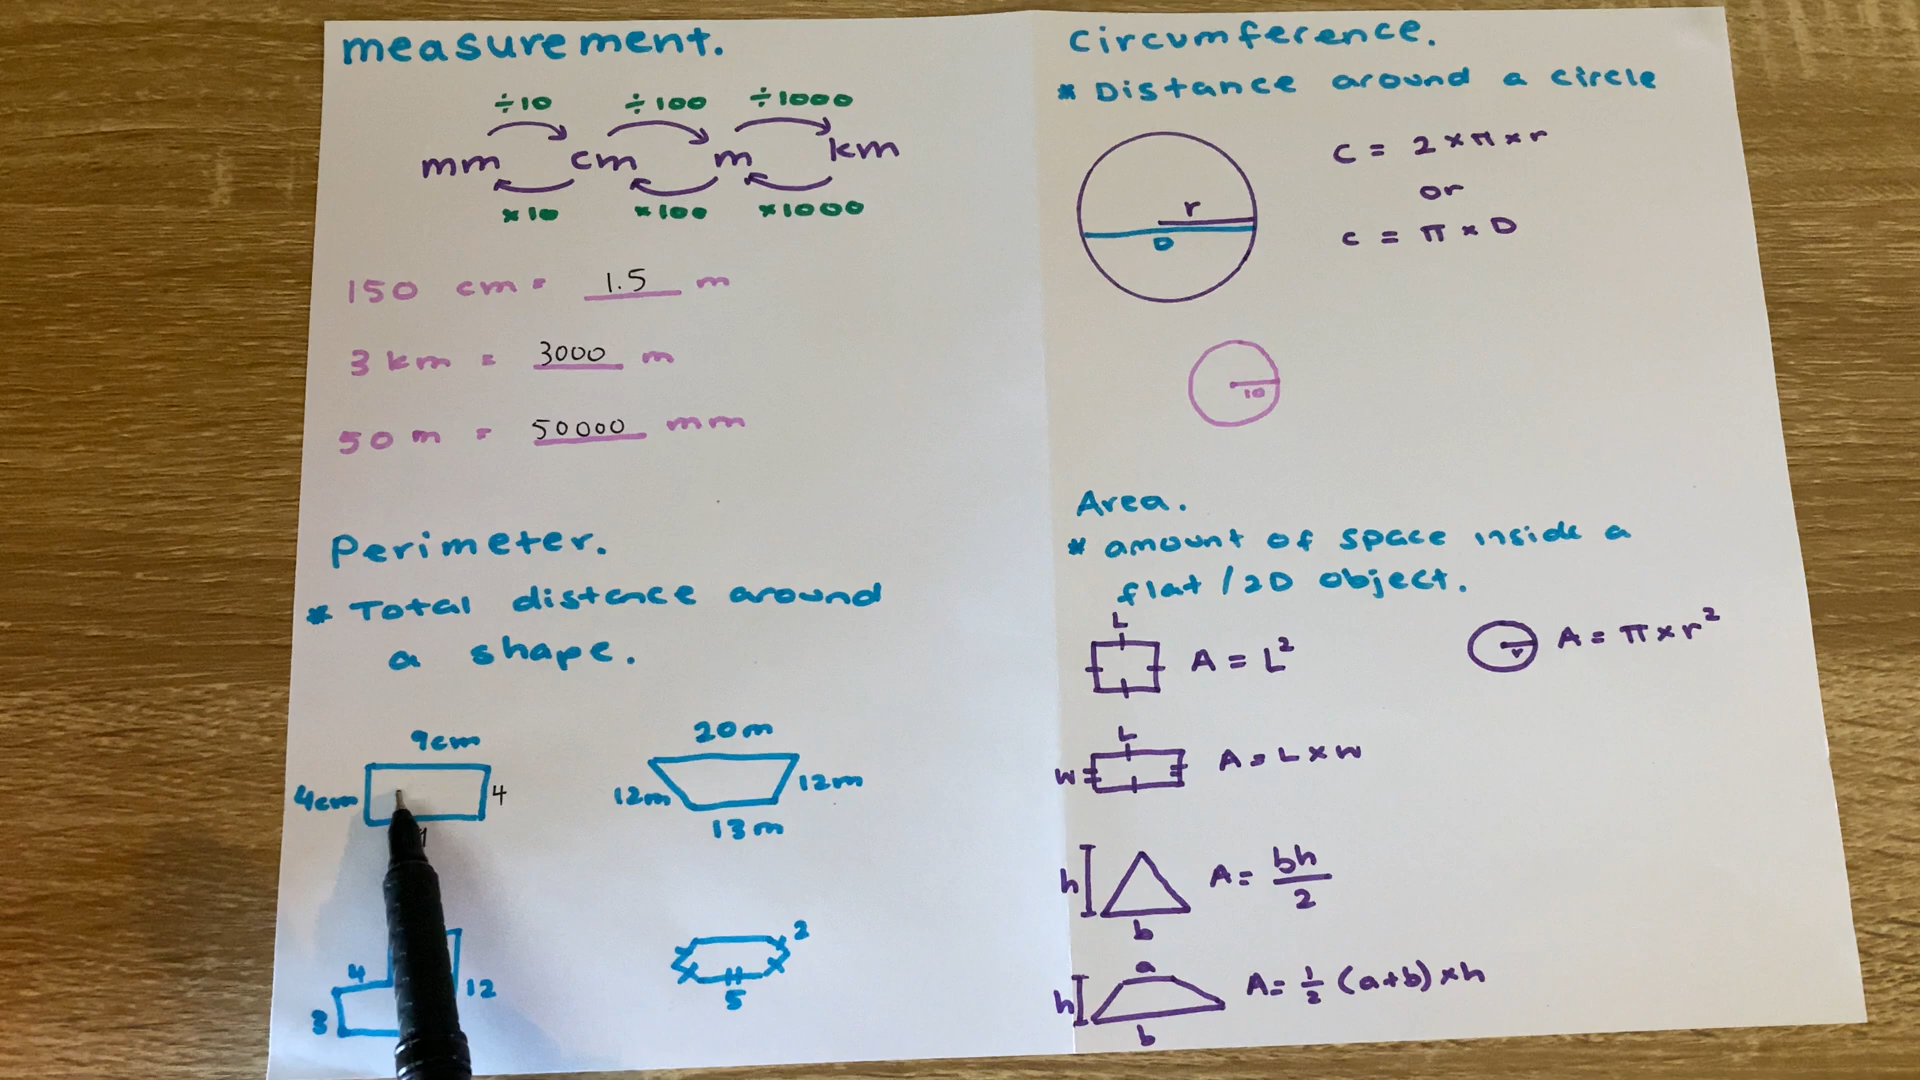 measurement.
÷10 ÷100 ÷1000
mm cm m km
×10 ×100 ×1000
150 cm = 1.5 m
3 km = 3000 m
50 m = 50000 mm
Perimeter.
* Total distance around
a shape.
9cm
4cm 4
20m
12m 12m
13m
4
3 12
2
5
Circumference.
* Distance around a circle
r
D
C = 2×π×r
or
C = π×D
10
Area.
* amount of space inside a
flat / 2D object.
L
A = L²
r A = π×r²
L
W A = L×W
h A = bh/2
b
a
h A = 1/2 (a+b)×h
b